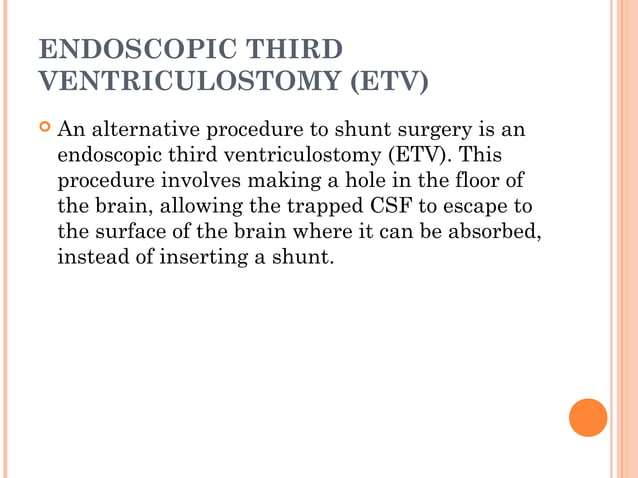 ENDOSCOPIC THIRD
VENTRICULOSTOMY (ETV)
An alternative procedure to shunt surgery is an
endoscopic third ventriculostomy (ETV). This
procedure involves making a hole in the floor of
the brain, allowing the trapped CSF to escape to
the surface of the brain where it can be absorbed,
instead of inserting a shunt.